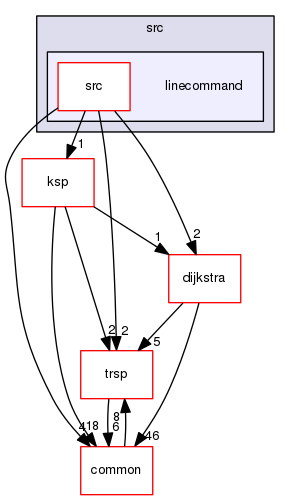 src
src
linecommand
1
ksp
1
2
dijkstra
2
2
5
trsp
8
6
4
18
46
common